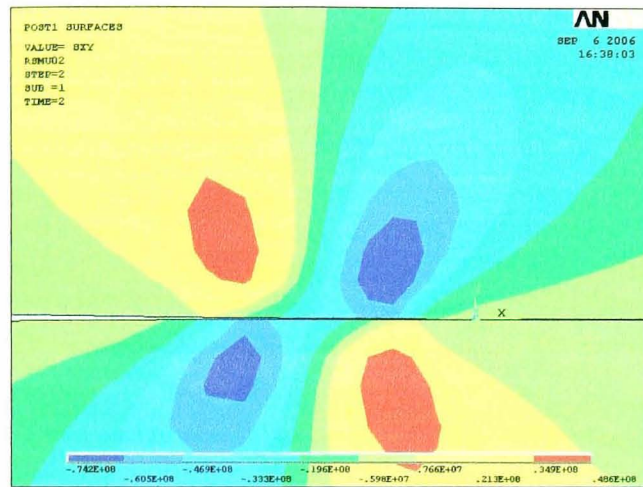 POST1 SURFACES
VALUE= SXY
RSMU02
STEP=2
SUB =1
TIME=2
AN
SEP 6 2006
16:38:03
X
-.742E+08
-.605E+08
-.469E+08
-.333E+08
-.196E+08
-.598E+07
.766E+07
.213E+08
.349E+08
.486E+08